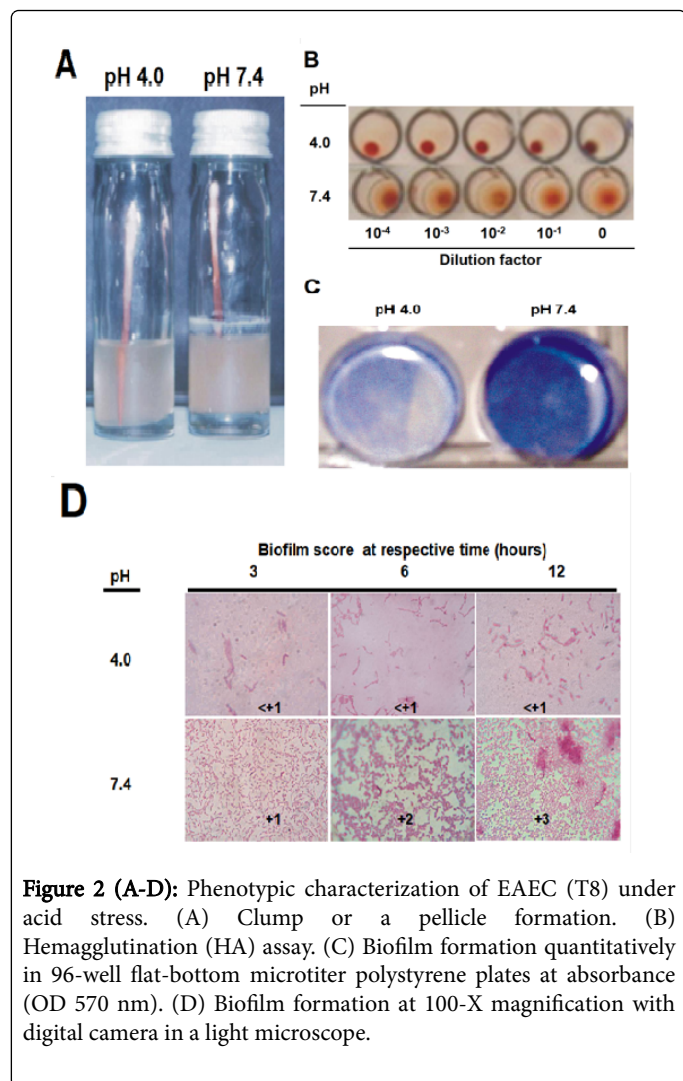 A
pH 4.0 pH 7.4
B
pH
4.0
7.4
10-4 10-3 10-2 10-1 0
Dilution factor
C
pH 4.0 pH 7.4
D
Biofilm score at respective time (hours)
pH 3 6 12
4.0
<+1 <+1 <+1
7.4
+1 +2 +3
Figure 2 (A-D): Phenotypic characterization of EAEC (T8) under
acid stress. (A) Clump or a pellicle formation. (B)
Hemagglutination (HA) assay. (C) Biofilm formation quantitatively
in 96-well flat-bottom microtiter polystyrene plates at absorbance
(OD 570 nm). (D) Biofilm formation at 100-X magnification with
digital camera in a light microscope.